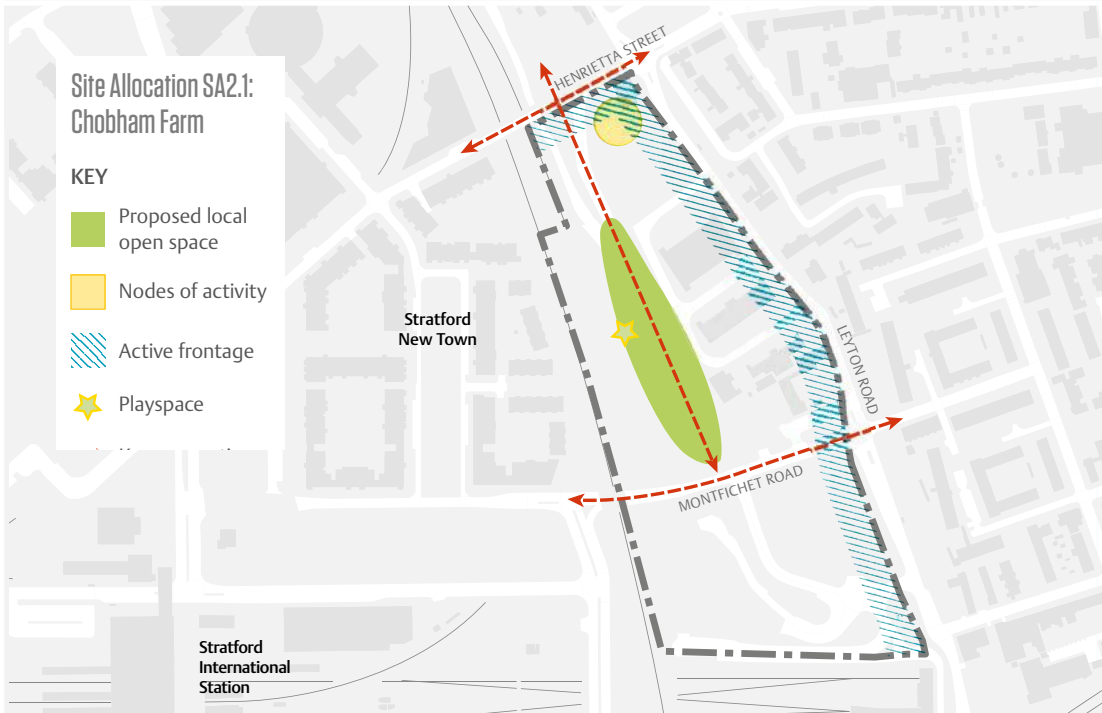 Site Allocation SA2.1:
Chobham Farm
KEY
Proposed local
open space
Nodes of activity
Active frontage
Playspace
HENRIETTA STREET
Stratford
New Town
LEYTON ROAD
MONTFICHET ROAD
Stratford
International
Station